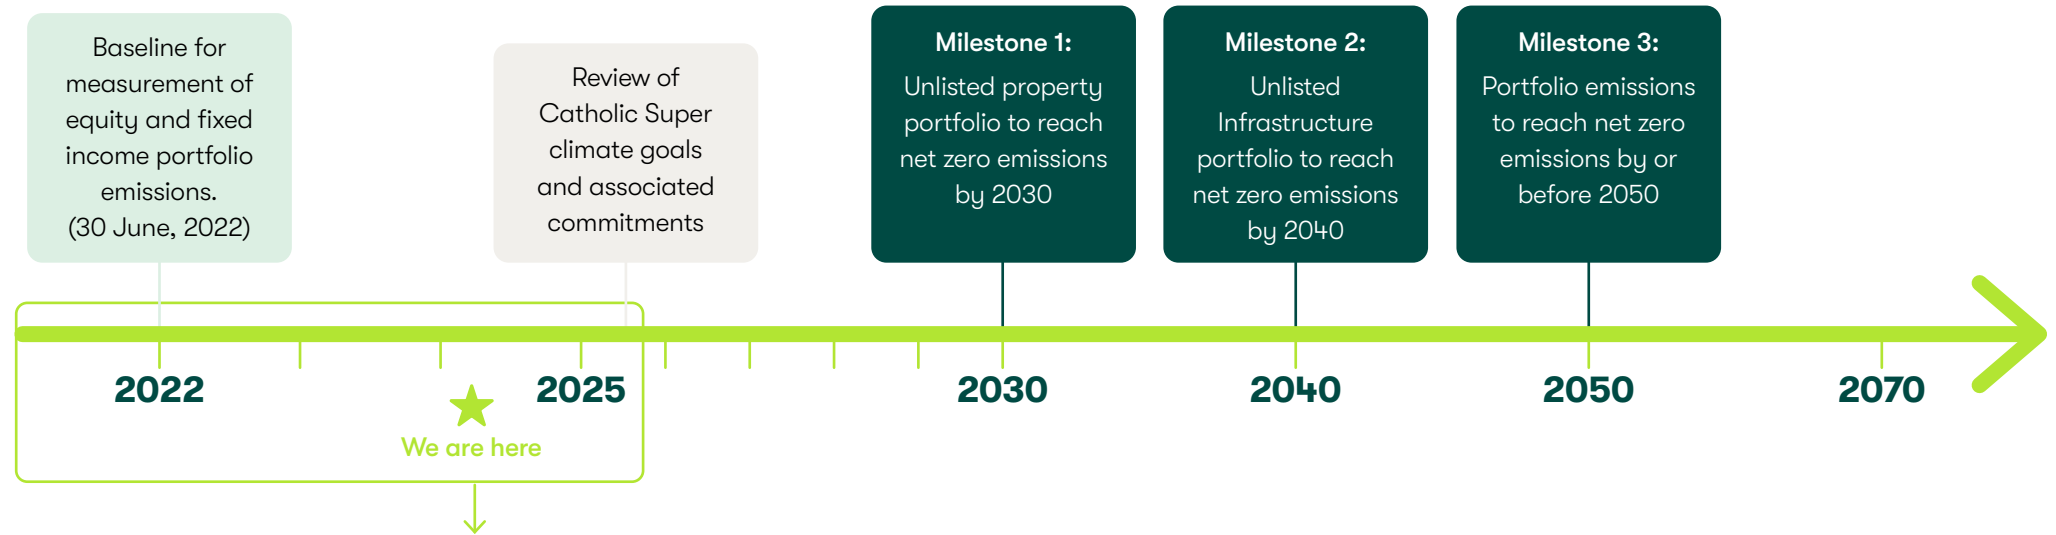 Baseline for
measurement of
equity and fixed
income portfolio
emissions.
(30 June, 2022)
Review of
Catholic Super
climate goals
and associated
commitments
Milestone 1:
Unlisted property
portfolio to reach
net zero emissions
by 2030
Milestone 2:
Unlisted
Infrastructure
portfolio to reach
net zero emissions
by 2040
Milestone 3:
Portfolio emissions
to reach net zero
emissions by or
before 2050
2022
2025
2030
2040
2050
2070
We are here